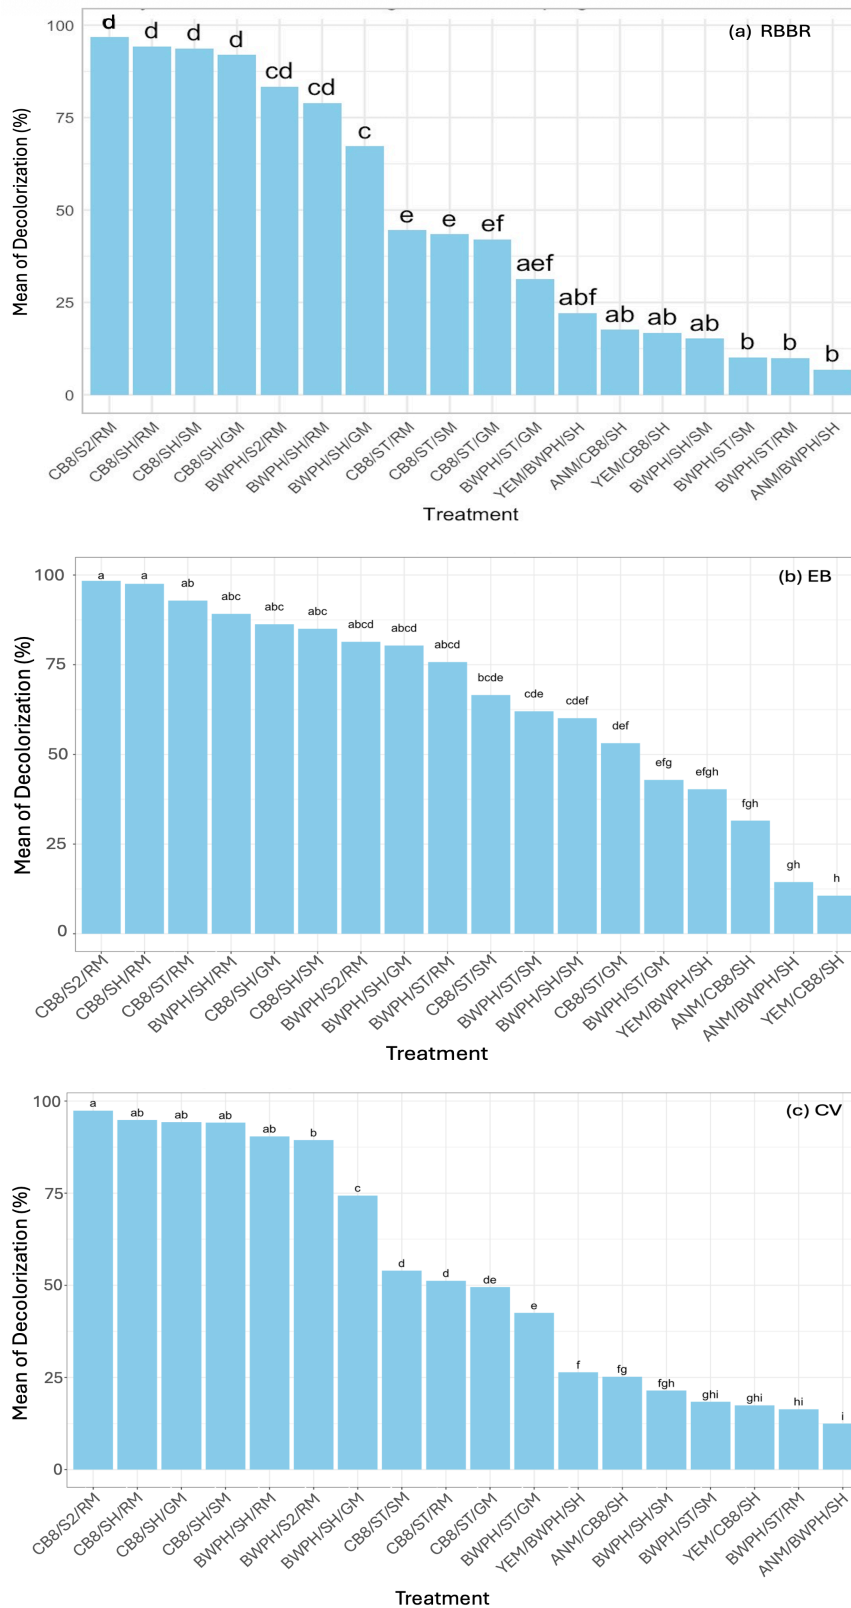 (a) RBBR
Mean of Decolorization (%)
100
75
50
25
0
d
d
d
d
cd
cd
c
e
e
ef
aef
abf
ab
ab
ab
b
b
b
CB8/S2/RM
CB8/SH/RM
CB8/SH/SM
CB8/SH/GM
BWPH/S2/RM
BWPH/SH/RM
BWPH/SH/GM
CB8/ST/RM
CB8/ST/SM
CB8/ST/GM
BWPH/ST/GM
YEM/BWPH/SH
ANM/CB8/SH
YEM/CB8/SH
BWPH/SH/SM
BWPH/ST/SM
BWPH/ST/RM
ANM/BWPH/SH
Treatment
(b) EB
Mean of Decolorization (%)
100
75
50
25
0
a
a
ab
abc
abc
abc
abcd
abcd
abcd
bcde
cde
cdef
def
efg
efgh
fgh
gh
h
CB8/S2/RM
CB8/SH/RM
CB8/ST/RM
BWPH/SH/RM
CB8/SH/GM
CB8/SH/SM
BWPH/S2/RM
BWPH/SH/GM
BWPH/ST/RM
CB8/ST/SM
BWPH/ST/SM
BWPH/SH/SM
CB8/ST/GM
BWPH/ST/GM
YEM/BWPH/SH
ANM/CB8/SH
ANM/BWPH/SH
YEM/CB8/SH
Treatment
(c) CV
Mean of Decolorization (%)
100
75
50
25
0
a
ab
ab
ab
ab
b
c
d
d
de
e
f
fg
fgh
ghi
ghi
hi
i
CB8/S2/RM
CB8/SH/RM
CB8/SH/GM
CB8/SH/SM
BWPH/SH/RM
BWPH/S2/RM
BWPH/SH/GM
CB8/ST/SM
CB8/ST/RM
CB8/ST/GM
BWPH/ST/GM
YEM/BWPH/SH
ANM/CB8/SH
BWPH/SH/SM
BWPH/ST/SM
YEM/CB8/SH
BWPH/ST/RM
ANM/BWPH/SH
Treatment